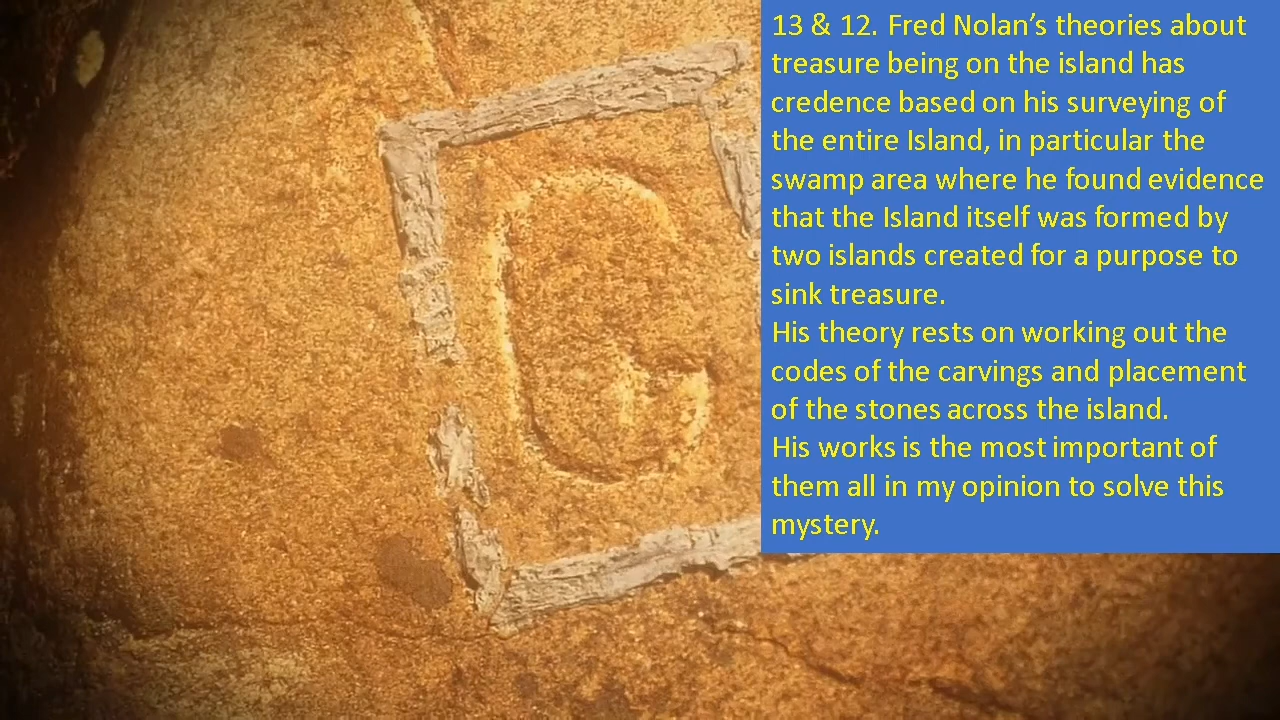 13 & 12. Fred Nolan’s theories about
treasure being on the island has
credence based on his surveying of
the entire Island, in particular the
swamp area where he found evidence
that the Island itself was formed by
two islands created for a purpose to
sink treasure.
His theory rests on working out the
codes of the carvings and placement
of the stones across the island.
His works is the most important of
them all in my opinion to solve this
mystery.
G